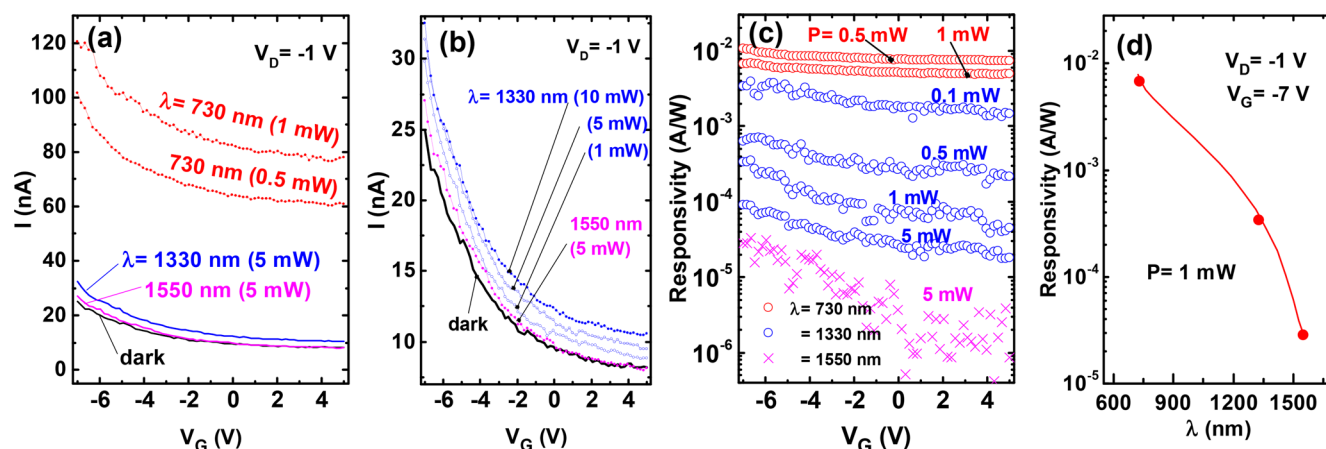 (a)
V_D= -1 V
λ= 730 nm (1 mW)
730 nm (0.5 mW)
λ= 1330 nm (5 mW)
1550 nm (5 mW)
dark
120
100
80
60
40
20
0
I (nA)
-6 -4 -2 0 2 4
V_G (V)
(b)
V_D= -1 V
λ= 1330 nm (10 mW)
(5 mW)
(1 mW)
1550 nm
(5 mW)
dark
30
25
20
15
10
I (nA)
-6 -4 -2 0 2 4
V_G (V)
(c)
P= 0.5 mW
1 mW
0.1 mW
0.5 mW
1 mW
5 mW
5 mW
λ= 730 nm
= 1330 nm
= 1550 nm
10^-2
10^-3
10^-4
10^-5
10^-6
Responsivity (A/W)
-6 -4 -2 0 2 4
V_G (V)
(d)
V_D= -1 V
V_G= -7 V
P= 1 mW
10^-2
10^-3
10^-4
10^-5
Responsivity (A/W)
600 900 1200 1500
λ (nm)